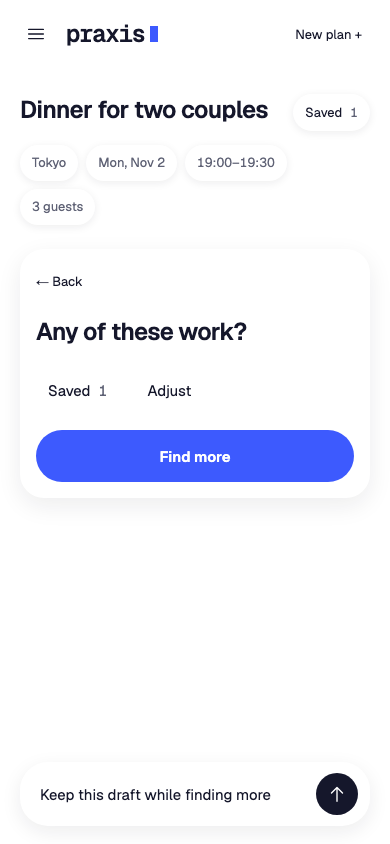 praxis
New plan +
Dinner for two couples
Saved 1
Tokyo
Mon, Nov 2
19:00–19:30
3 guests
← Back
Any of these work?
Saved 1
Adjust
Find more
Keep this draft while finding more